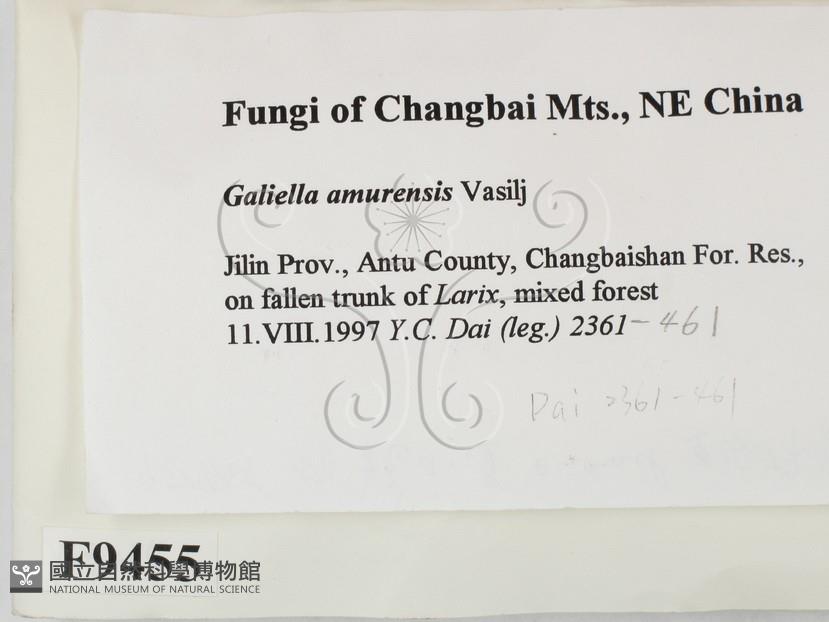 Fungi of Changbai Mts., NE China
Galiella amurensis Vasilj
Jilin Prov., Antu County, Changbaishan For. Res.,
on fallen trunk of Larix, mixed forest
11.VIII.1997 Y.C. Dai (leg.) 2361-461
Dai 2361-461
F9455
國立自然科學博物館
NATIONAL MUSEUM OF NATURAL SCIENCE